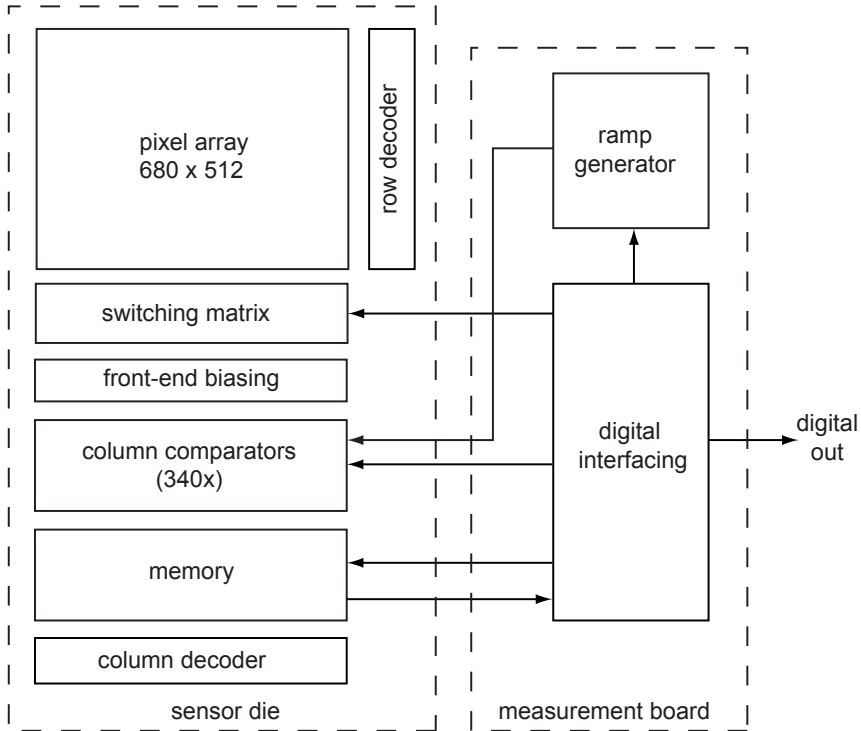 pixel array
680 x 512
row decoder
switching matrix
front-end biasing
column comparators
(340x)
memory
column decoder
sensor die
ramp
generator
digital
interfacing
measurement board
digital
out